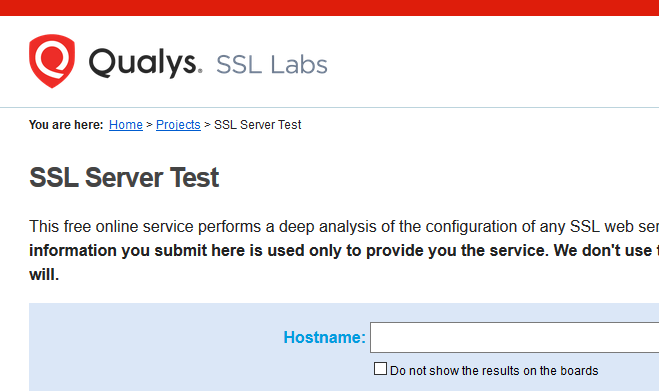 Qualys. SSL Labs
You are here: Home > Projects > SSL Server Test
SSL Server Test
This free online service performs a deep analysis of the configuration of any SSL web
information you submit here is used only to provide you the service. We don't use
will.
Hostname:
Do not show the results on the boards